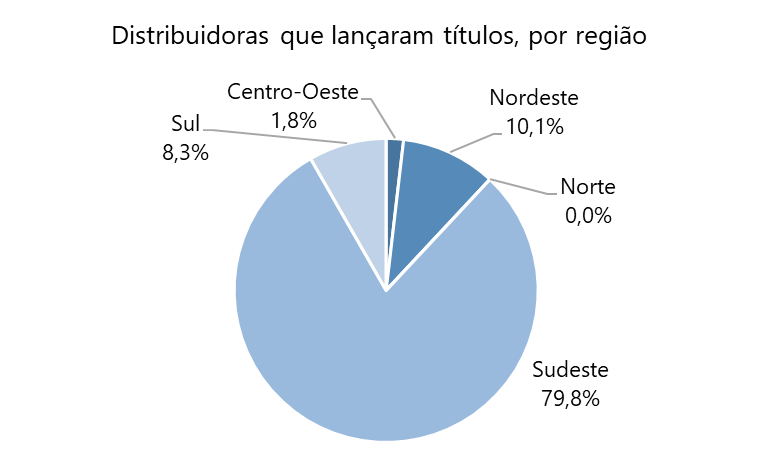 Distribuidoras que lançaram títulos, por região
Centro-Oeste
1,8%
Nordeste
10,1%
Sul
8,3%
Norte
0,0%
Sudeste
79,8%